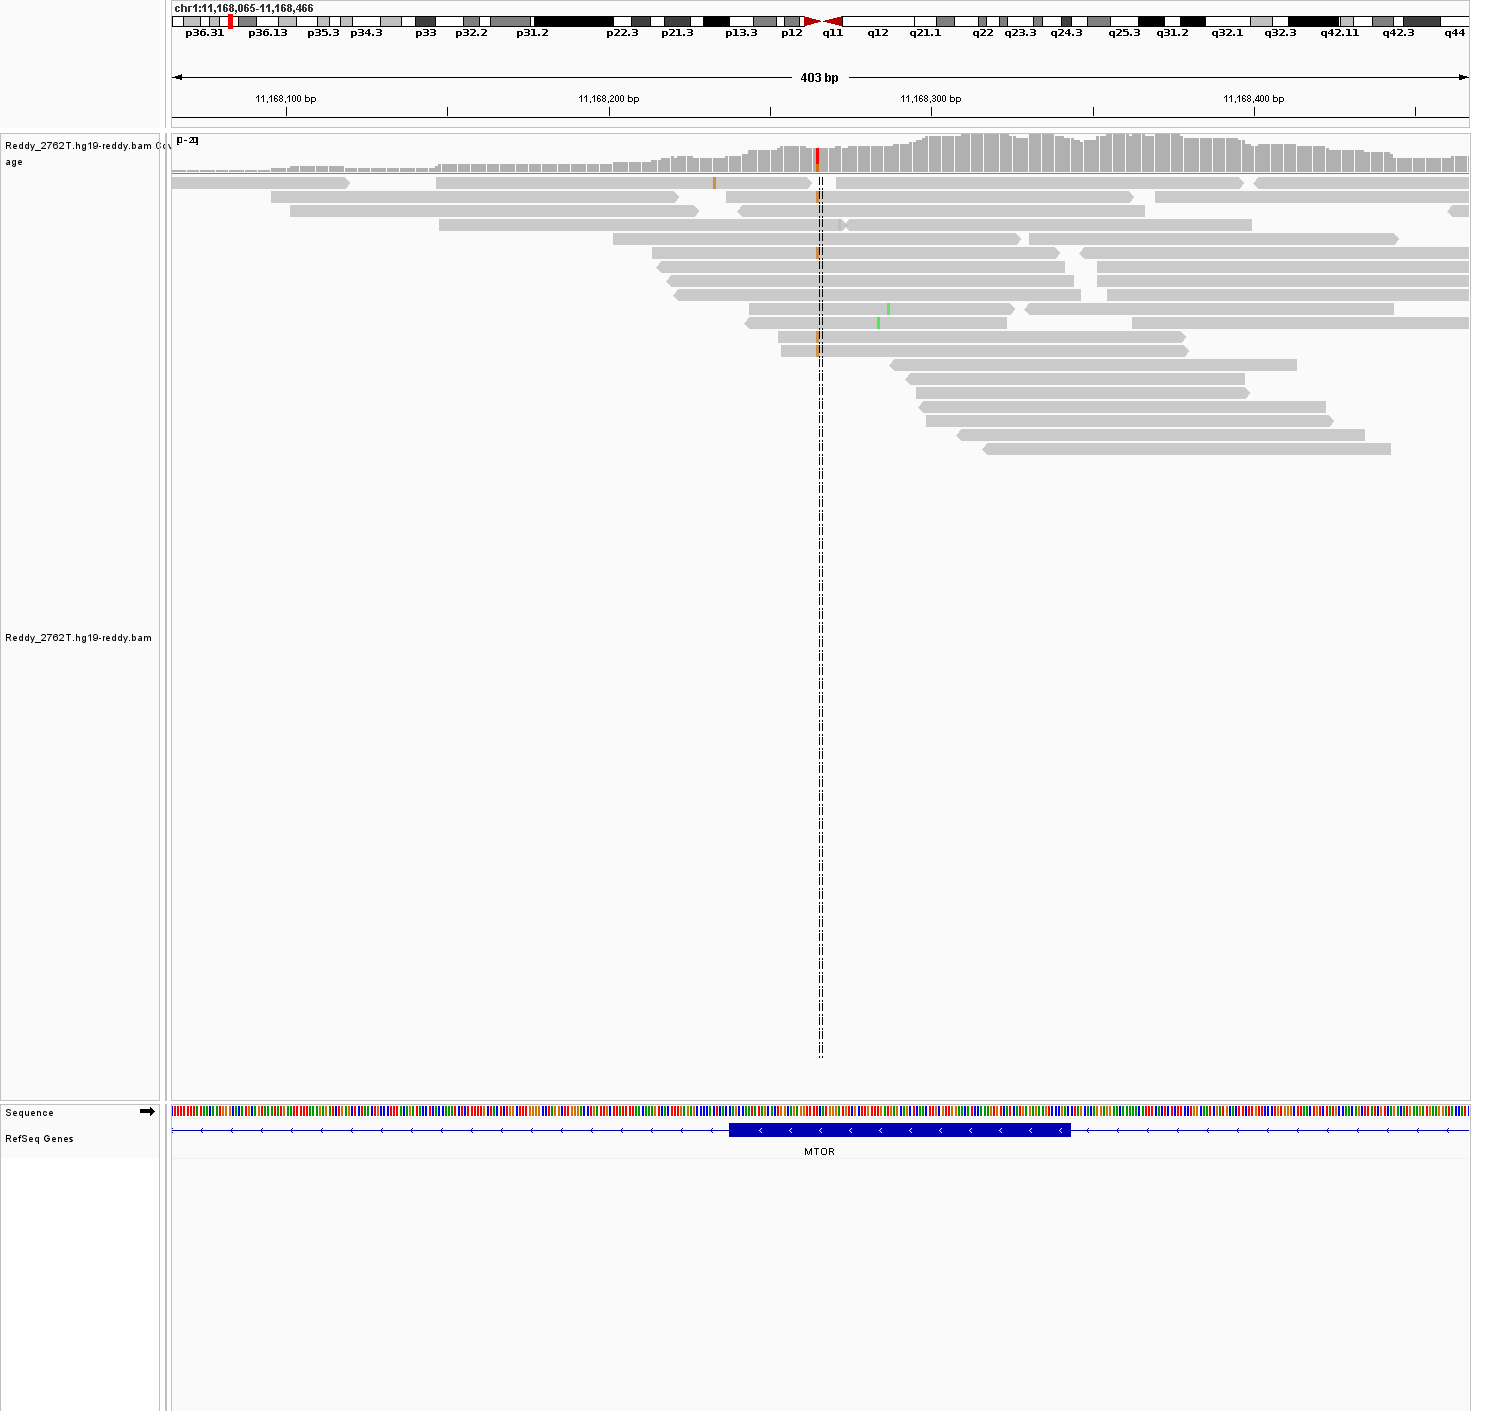 chr1:11,168,065-11,168,466
p36.31 p36.13 p35.3 p34.3 p33 p32.2 p31.2 p22.3 p21.3 p13.3 p12 q11 q12 q21.1 q22 q23.3 q24.3 q25.3 q31.2 q32.1 q32.3 q42.11 q42.3 q44
403 bp
11,168,100 bp 11,168,200 bp 11,168,300 bp 11,168,400 bp
[0 - 20]
Reddy_2762T.hg19-reddy.bam Cov
age
Reddy_2762T.hg19-reddy.bam
Sequence
RefSeq Genes
MTOR